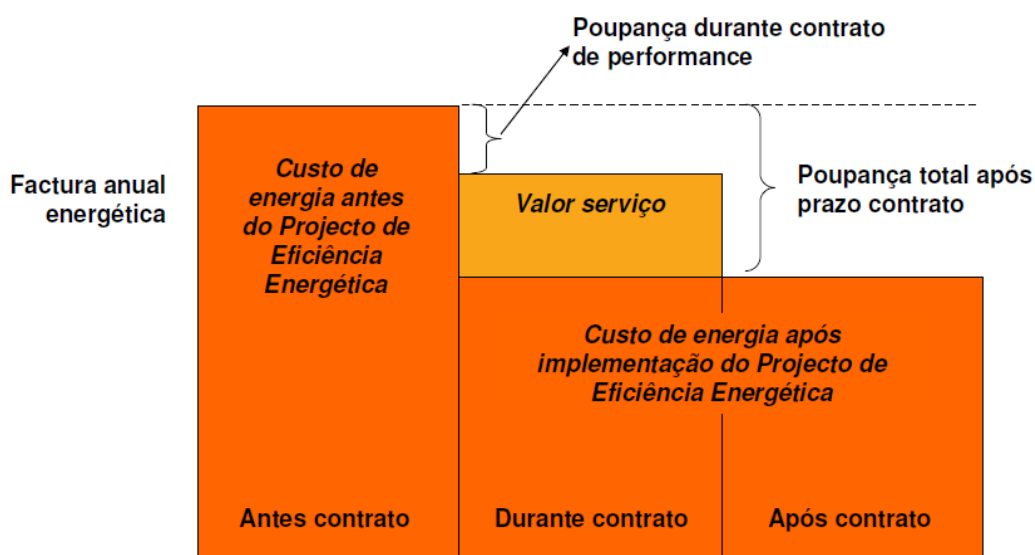 Poupança durante contrato
de performance
Factura anual
energética
Custo de
energia antes
do Projecto de
Eficiência
Energética
Valor serviço
Poupança total após
prazo contrato
Custo de energia após
implementação do Projecto de
Eficiência Energética
Antes contrato
Durante contrato
Após contrato